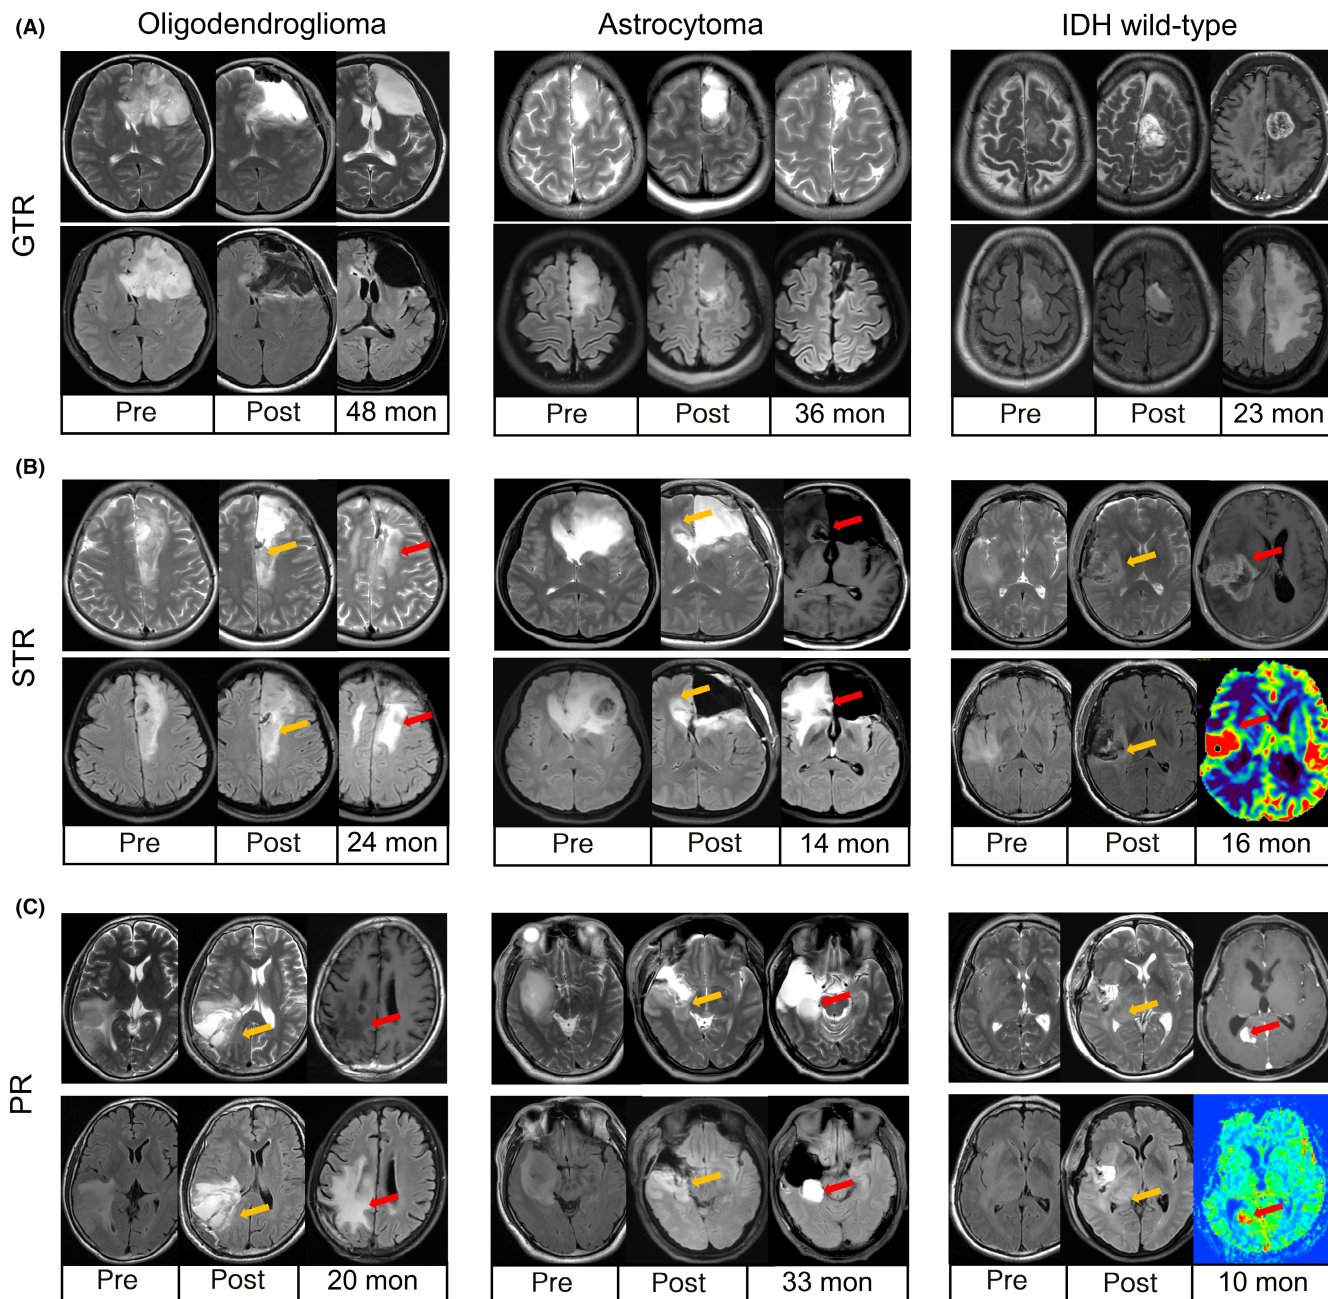 (A) Oligodendroglioma Astrocytoma IDH wild-type
GTR
Pre Post 48 mon Pre Post 36 mon Pre Post 23 mon
(B)
STR
Pre Post 24 mon Pre Post 14 mon Pre Post 16 mon
(C)
PR
Pre Post 20 mon Pre Post 33 mon Pre Post 10 mon